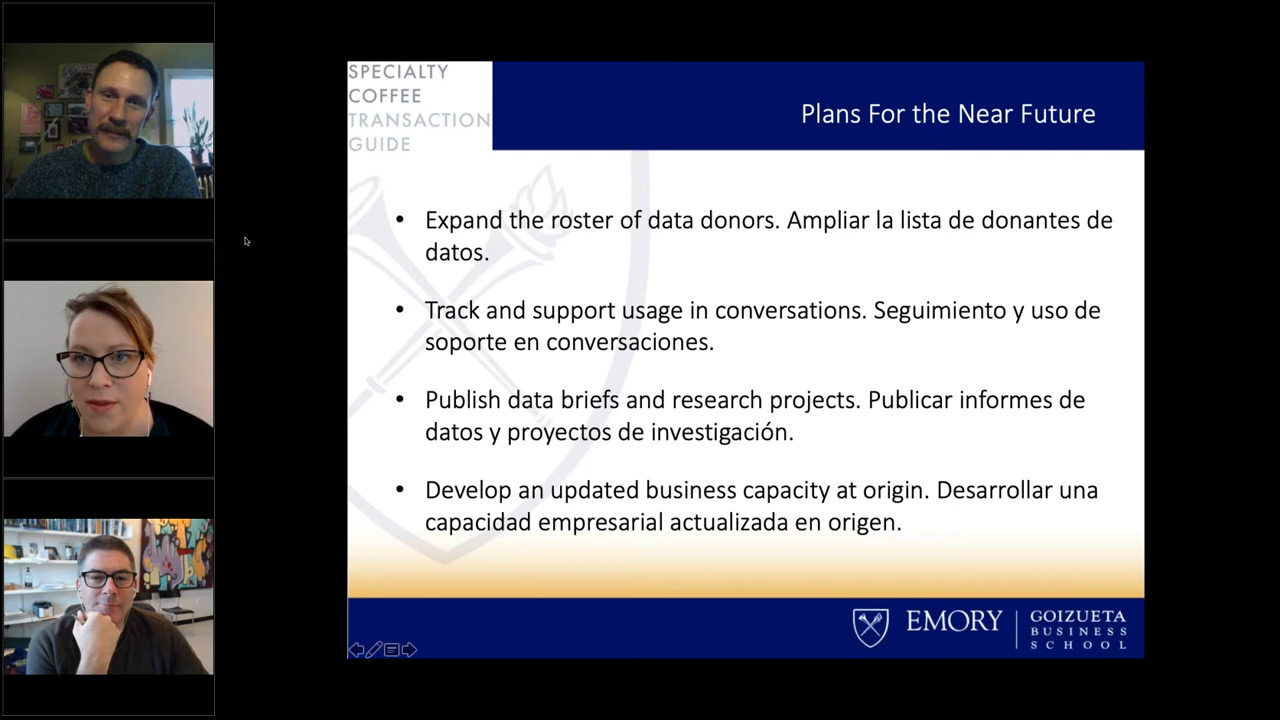 SPECIALTY
COFFEE
TRANSACTION
GUIDE
Plans For the Near Future
• Expand the roster of data donors. Ampliar la lista de donantes de
datos.
• Track and support usage in conversations. Seguimiento y uso de
soporte en conversaciones.
• Publish data briefs and research projects. Publicar informes de
datos y proyectos de investigación.
• Develop an updated business capacity at origin. Desarrollar una
capacidad empresarial actualizada en origen.
EMORY
GOIZUETA
BUSINESS
SCHOOL